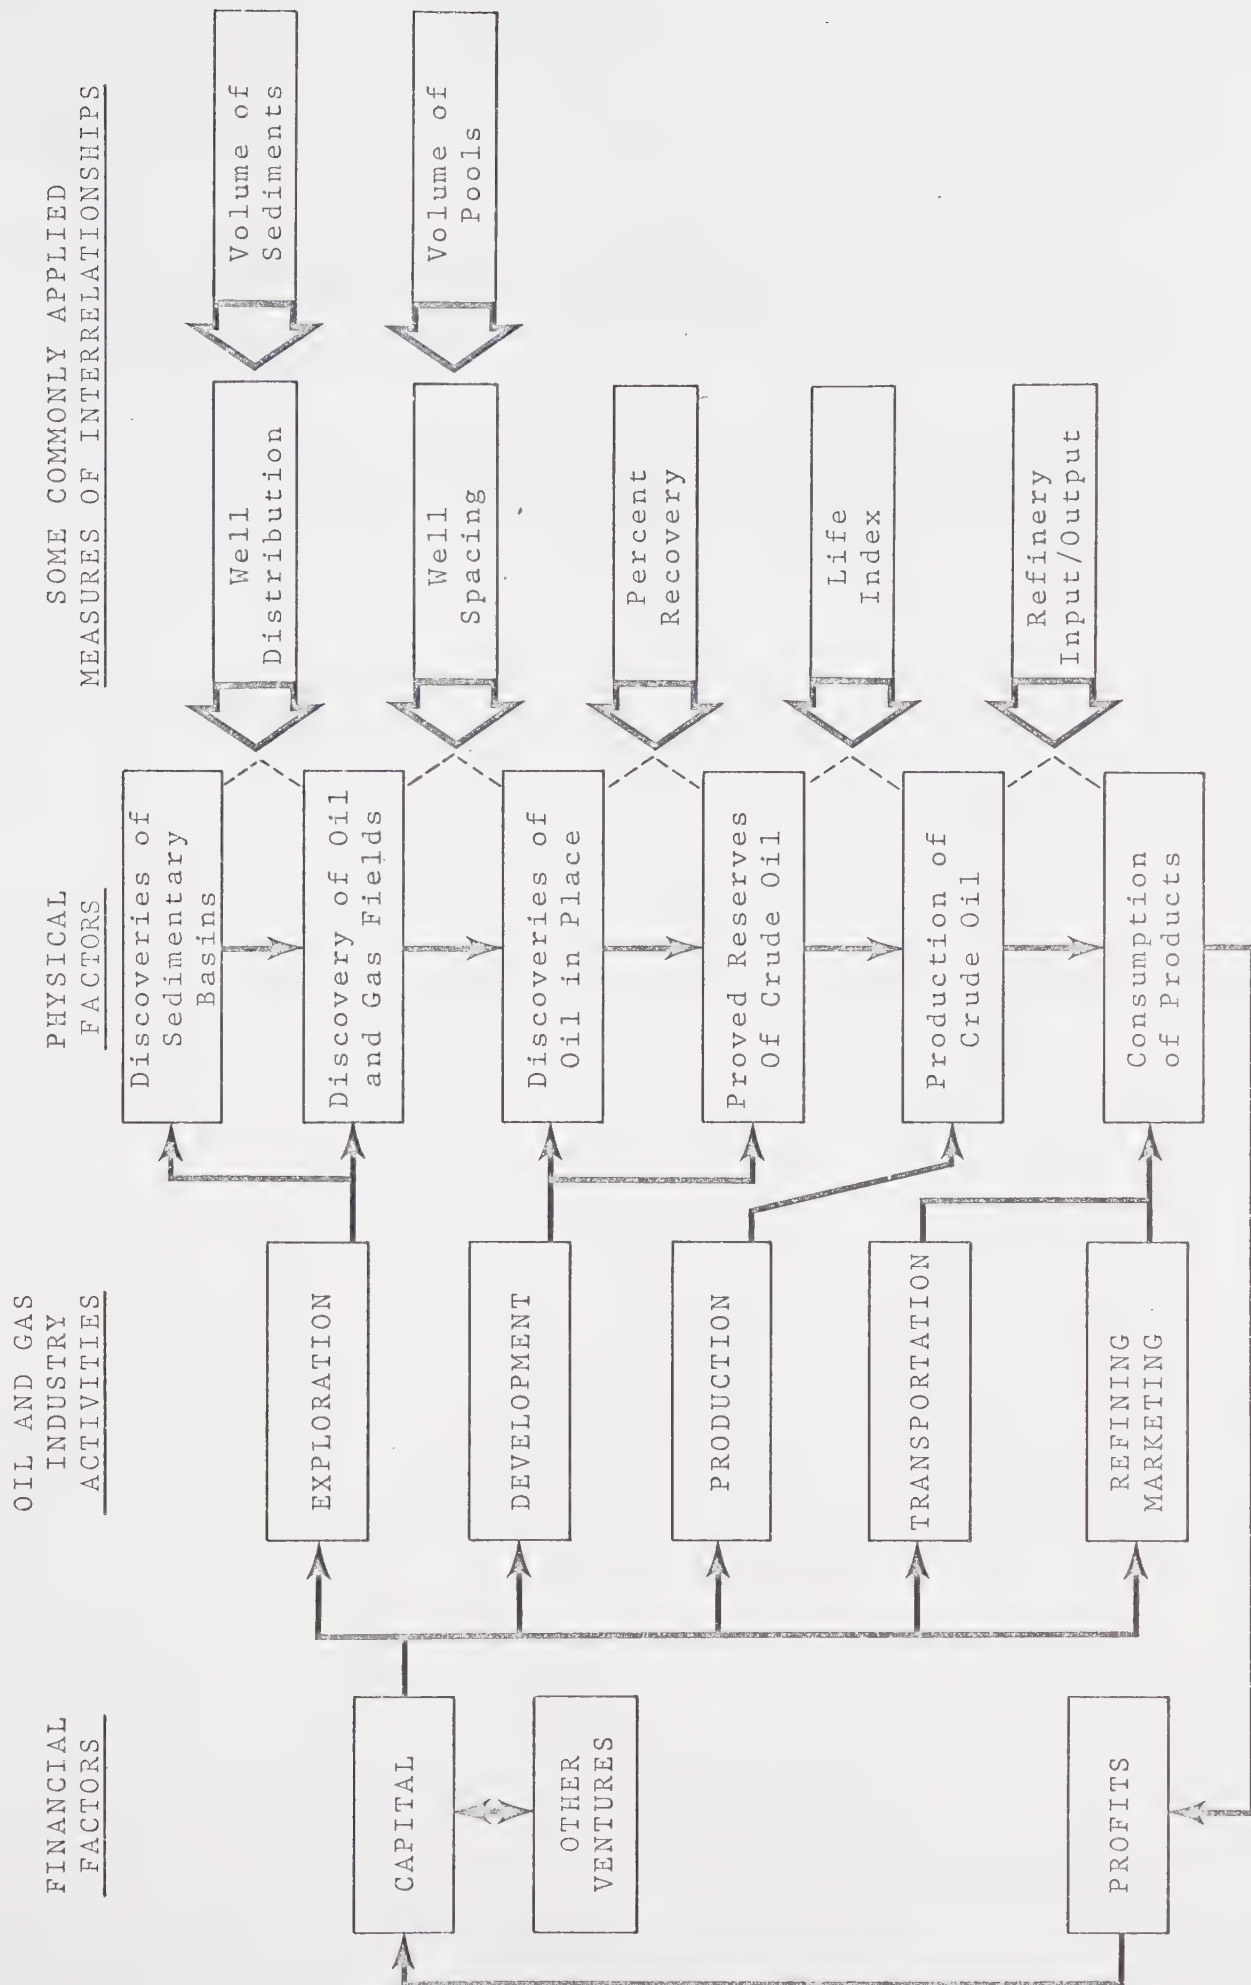 FINANCIAL
FACTORS
CAPITAL
OTHER
VENTURES
PROFITS
OIL AND GAS
INDUSTRY
ACTIVITIES
EXPLORATION
DEVELOPMENT
PRODUCTION
TRANSPORTATION
REFINING
MARKETING
PHYSICAL
FACTORS
Discoveries of
Sedimentary
Basins
Discovery of Oil
and Gas Fields
Discoveries of
Oil in Place
Proved Reserves
Of Crude Oil
Production of
Crude Oil
Consumption
of Products
SOME COMMONLY APPLIED
MEASURES OF INTERRELATIONSHIPS
Well
Distribution
Volume of
Sediments
Well
Spacing
Volume of
Pools
Percent
Recovery
Life
Index
Refinery
Input/Output